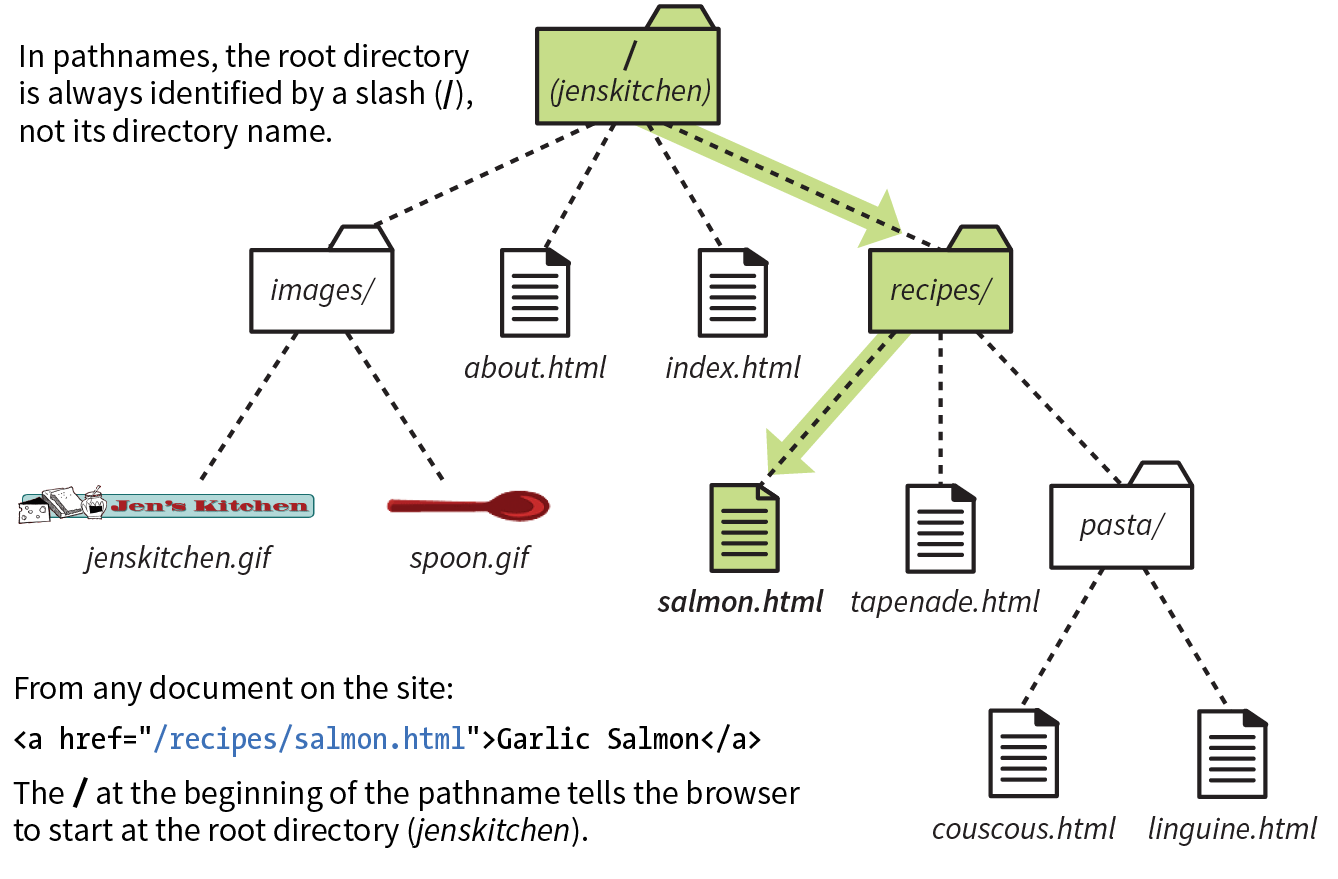 In pathnames, the root directory
is always identified by a slash (/),
not its directory name.
/
(jenskitchen)
images/
about.html
index.html
recipes/
Jen's Kitchen
jenskitchen.gif
spoon.gif
salmon.html
tapenade.html
pasta/
couscous.html
linguine.html
From any document on the site:
<a href="/recipes/salmon.html">Garlic Salmon</a>
The / at the beginning of the pathname tells the browser
to start at the root directory (jenskitchen).